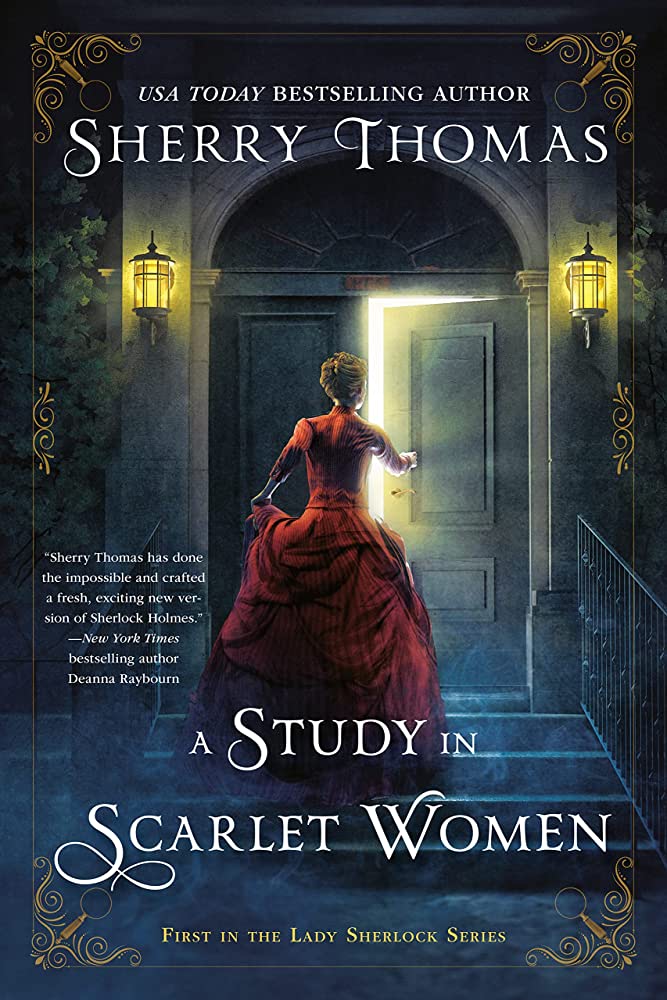 USA TODAY BESTSELLING AUTHOR
SHERRY THOMAS
“Sherry Thomas has done
the impossible and crafted
a fresh, exciting new ver-
sion of Sherlock Holmes.”
—New York Times
bestselling author
Deanna Raybourn
A STUDY IN
SCARLET WOMEN
FIRST IN THE LADY SHERLOCK SERIES